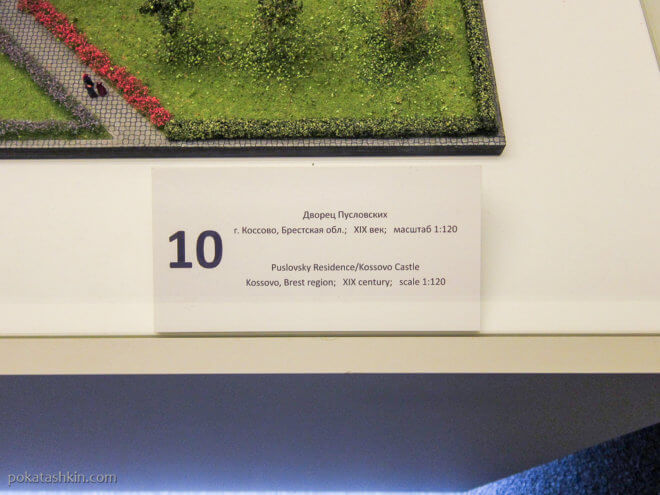 10
Дворец Пусловских
г. Коссово, Брестская обл.; XIX век; масштаб 1:120
Puslovsky Residence/Kossovo Castle
Kossovo, Brest region; XIX century; scale 1:120
pokatashkin.com